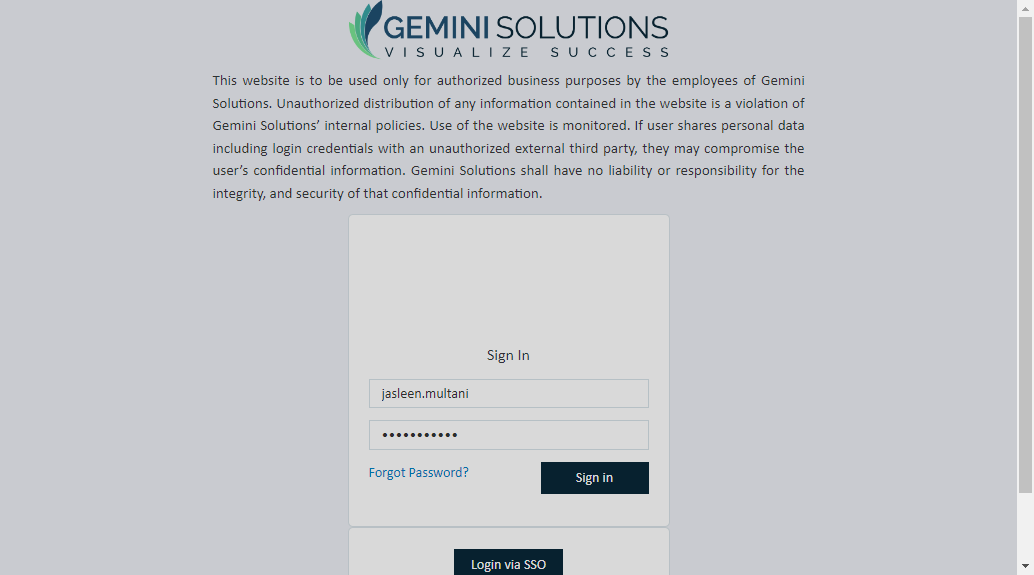 GEMINI SOLUTIONS
VISUALIZE SUCCESS
This website is to be used only for authorized business purposes by the employees of Gemini
Solutions. Unauthorized distribution of any information contained in the website is a violation of
Gemini Solutions’ internal policies. Use of the website is monitored. If user shares personal data
including login credentials with an unauthorized external third party, they may compromise the
user’s confidential information. Gemini Solutions shall have no liability or responsibility for the
integrity, and security of that confidential information.
Sign In
jasleen.multani
•••••••••••
Forgot Password?
Sign in
Login via SSO